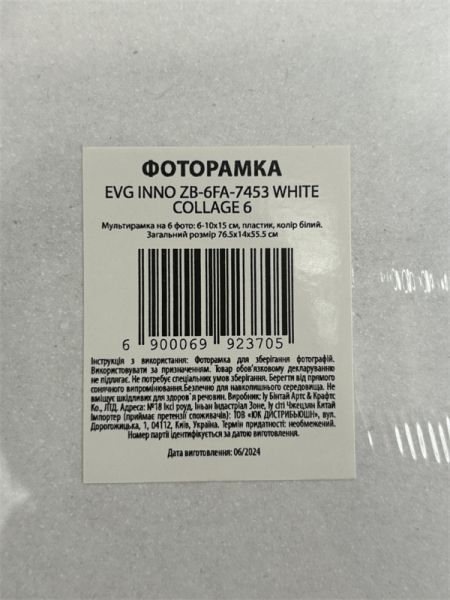 ФОТОРАМКА
EVG INNO ZB-6FA-7453 WHITE
COLLAGE 6
Мультирамка на 6 фото: 6-10x15 см, пластик, колір білий.
Загальний розмір 76.5x14x55.5 см
6 900069 923705
Інструкція з використання: Фоторамка для зберігання фотографій.
Використовувати за призначенням. Товар обов'язковому декларуванню
не підлягає. Не потребує спеціальних умов зберігання. Берегти від прямого
сонячного випромінювання.Безпечно для навколишнього середовища. Не
вміщує шкідливих для здоров`я речовин. Виробник: Іу Бінтай Артс & Крафтс
Ко., ЛТД. Адреса: №18 Іксі роуд, Іньан Індастріал Зоне, Іу сіті Чжецзян Китай
Імпортер (приймає претензії споживачів): ТОВ «ЮК ДИСТРИБЬЮШН», вул.
Дорогожицька, 1, 04112, Київ, Україна. Термін придатності: необмежений.
Номер партії ідентифікується за датою виготовлення.
Дата виготовлення: 06/2024